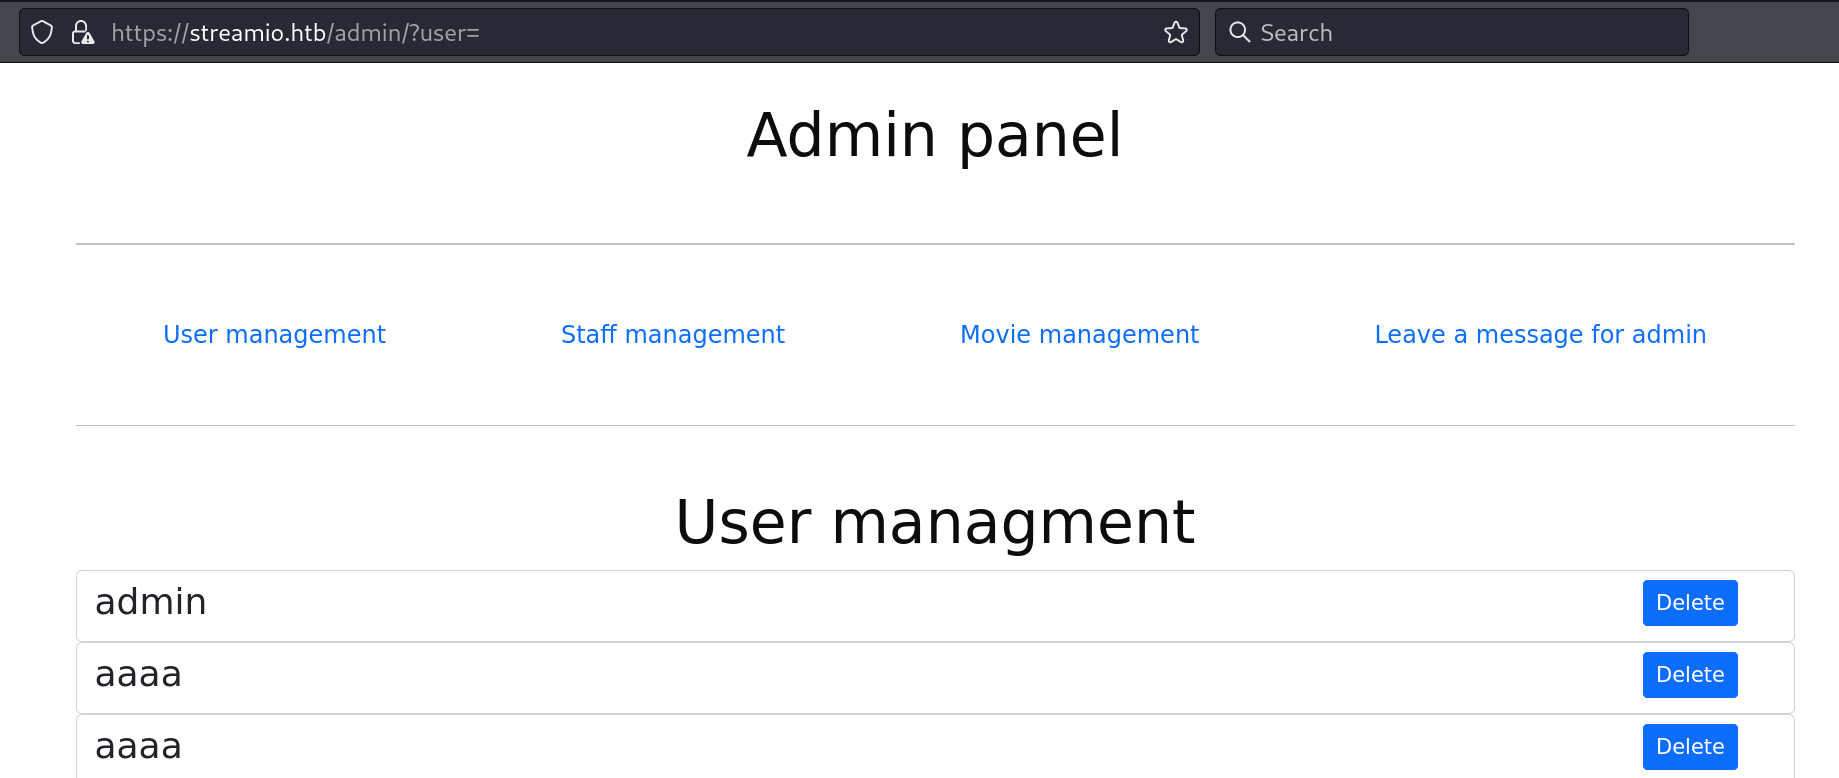 https://streamio.htb/admin/?user= Search
Admin panel
User management Staff management Movie management Leave a message for admin
User managment
admin Delete
aaaa Delete
aaaa Delete